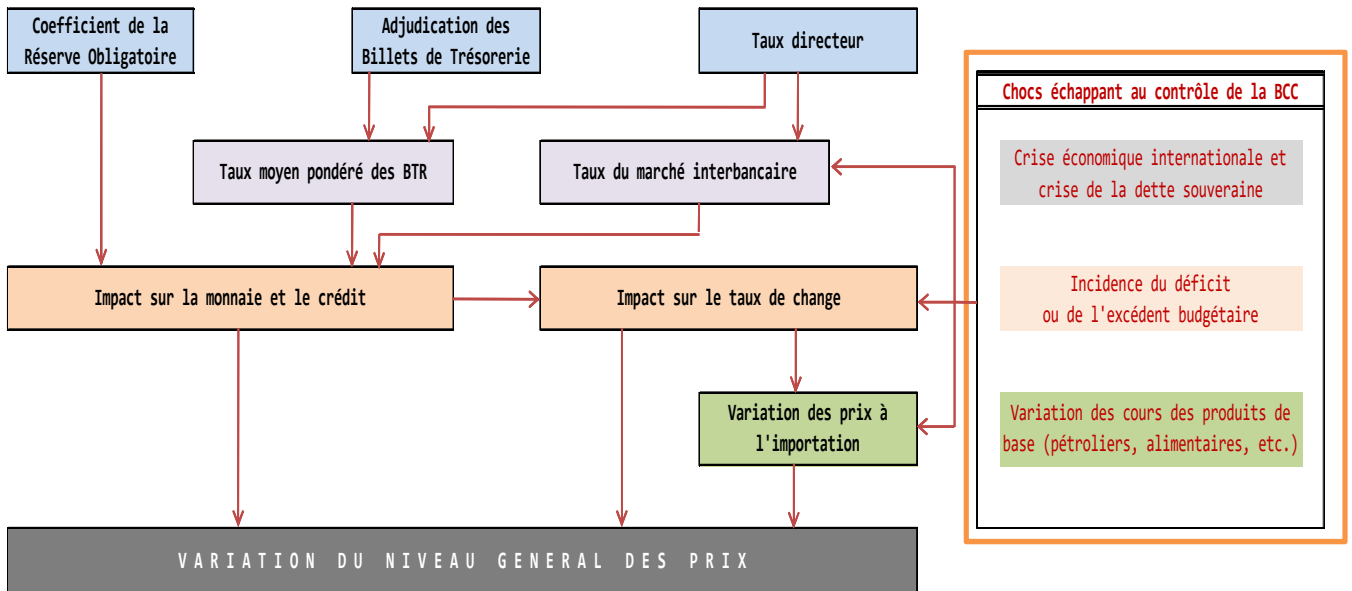 Coefficient de la
Réserve Obligatoire
Adjudication des
Billets de Trésorerie
Taux directeur
Chocs échappant au contrôle de la BCC
Taux moyen pondéré des BTR
Taux du marché interbancaire
Crise économique internationale et
crise de la dette souveraine
Impact sur la monnaie et le crédit
Impact sur le taux de change
Incidence du déficit
ou de l'excédent budgétaire
Variation des prix à
l'importation
Variation des cours des produits de
base (pétroliers, alimentaires, etc.)
VARIATION DU NIVEAU GENERAL DES PRIX